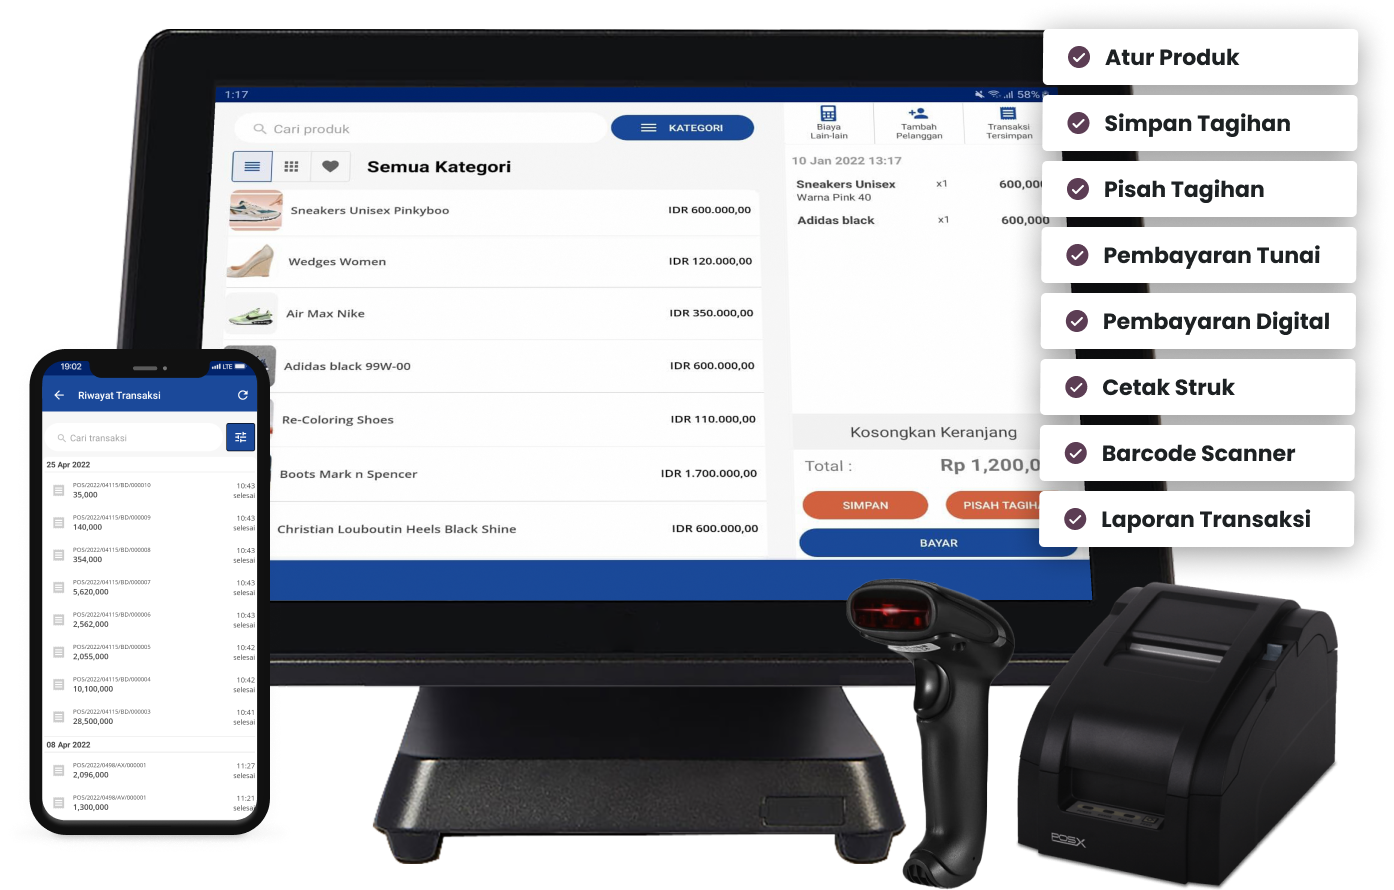 1:17
58%
Cari produk
KATEGORI
Semua Kategori
Sneakers Unisex Pinkyboo IDR 600.000,00
Wedges Women IDR 120.000,00
Air Max Nike IDR 350.000,00
Adidas black 99W-00 IDR 600.000,00
Re-Coloring Shoes IDR 110.000,00
Boots Mark n Spencer IDR 1.700.000,00
Christian Louboutin Heels Black Shine IDR 600.000,00
Biaya
Lain-lain
Tambah
Pelanggan
Transaksi
Tersimpan
10 Jan 2022 13:17
Sneakers Unisex x1 600,000
Warna Pink 40
Adidas black x1 600,000
Kosongkan Keranjang
Total : Rp 1,200,0
SIMPAN
PISAH TAGIH
BAYAR
Atur Produk
Simpan Tagihan
Pisah Tagihan
Pembayaran Tunai
Pembayaran Digital
Cetak Struk
Barcode Scanner
Laporan Transaksi
19:02
LTE
Riwayat Transaksi
Cari transaksi
25 Apr 2022
POS/2022/04115/BD/000010 10:43
35,000 selesai
POS/2022/04115/BD/000009 10:43
140,000 selesai
POS/2022/04115/BD/000008 10:43
354,000 selesai
POS/2022/04115/BD/000007 10:43
5,620,000 selesai
POS/2022/04115/BD/000006 10:43
2,562,000 selesai
POS/2022/04115/BD/000005 10:42
2,055,000 selesai
POS/2022/04115/BD/000004 10:42
10,100,000 selesai
POS/2022/04115/BD/000003 10:41
28,500,000 selesai
08 Apr 2022
POS/2022/0498/AX/000001 11:27
2,096,000 selesai
POS/2022/0498/AV/000001 11:21
1,300,000 selesai
POSX